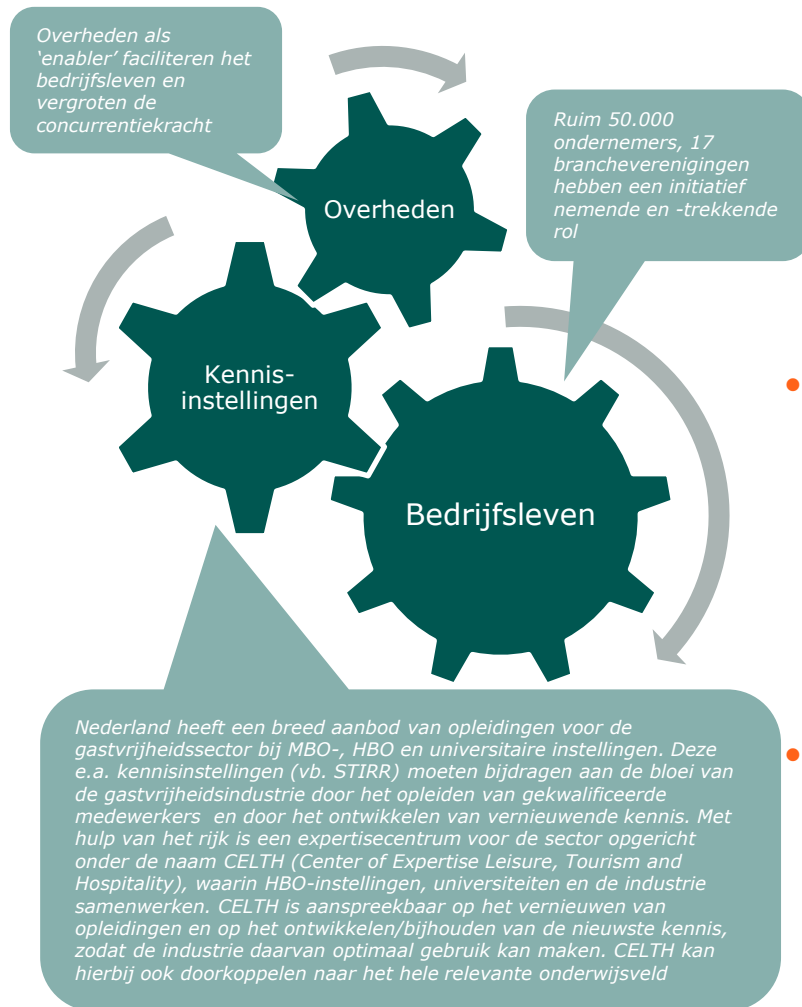 Overheden als
‘enabler’ faciliteren het
bedrijfsleven en
vergroten de
concurrentiekracht
Ruim 50.000
ondernemers, 17
brancheverenigingen
hebben een initiatief
nemende en -trekkende
rol
Overheden
Kennis-
instellingen
Bedrijfsleven
Nederland heeft een breed aanbod van opleidingen voor de
gastvrijheidssector bij MBO-, HBO en universitaire instellingen. Deze
e.a. kennisinstellingen (vb. STIRR) moeten bijdragen aan de bloei van
de gastvrijheidsindustrie door het opleiden van gekwalificeerde
medewerkers  en door het ontwikkelen van vernieuwende kennis. Met
hulp van het rijk is een expertisecentrum voor de sector opgericht
onder de naam CELTH (Center of Expertise Leisure, Tourism and
Hospitality), waarin HBO-instellingen, universiteiten en de industrie
samenwerken. CELTH is aanspreekbaar op het vernieuwen van
opleidingen en op het ontwikkelen/bijhouden van de nieuwste kennis,
zodat de industrie daarvan optimaal gebruik kan maken. CELTH kan
hierbij ook doorkoppelen naar het hele relevante onderwijsveld